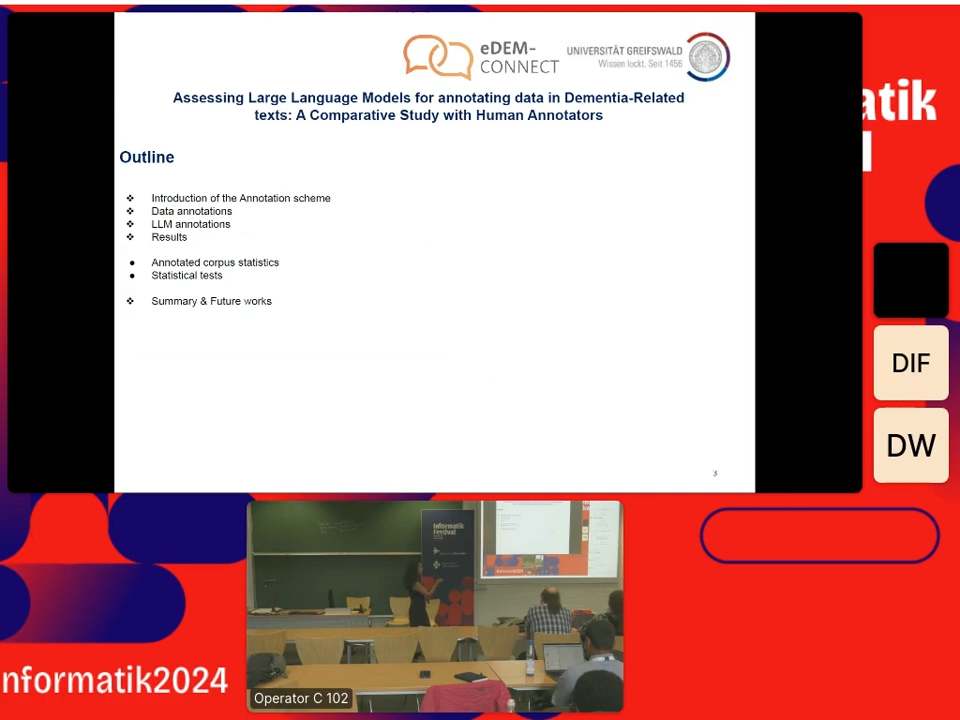 eDEM-
CONNECT
UNIVERSITÄT GREIFSWALD
Wissen lockt. Seit 1456
Assessing Large Language Models for annotating data in Dementia-Related
texts: A Comparative Study with Human Annotators
Outline
❖ Introduction of the Annotation scheme
❖ Data annotations
❖ LLM annotations
❖ Results
● Annotated corpus statistics
● Statistical tests
❖ Summary & Future works
3
atik
DIF
DW
Informatik
Festival
Operator C 102
nformatik2024